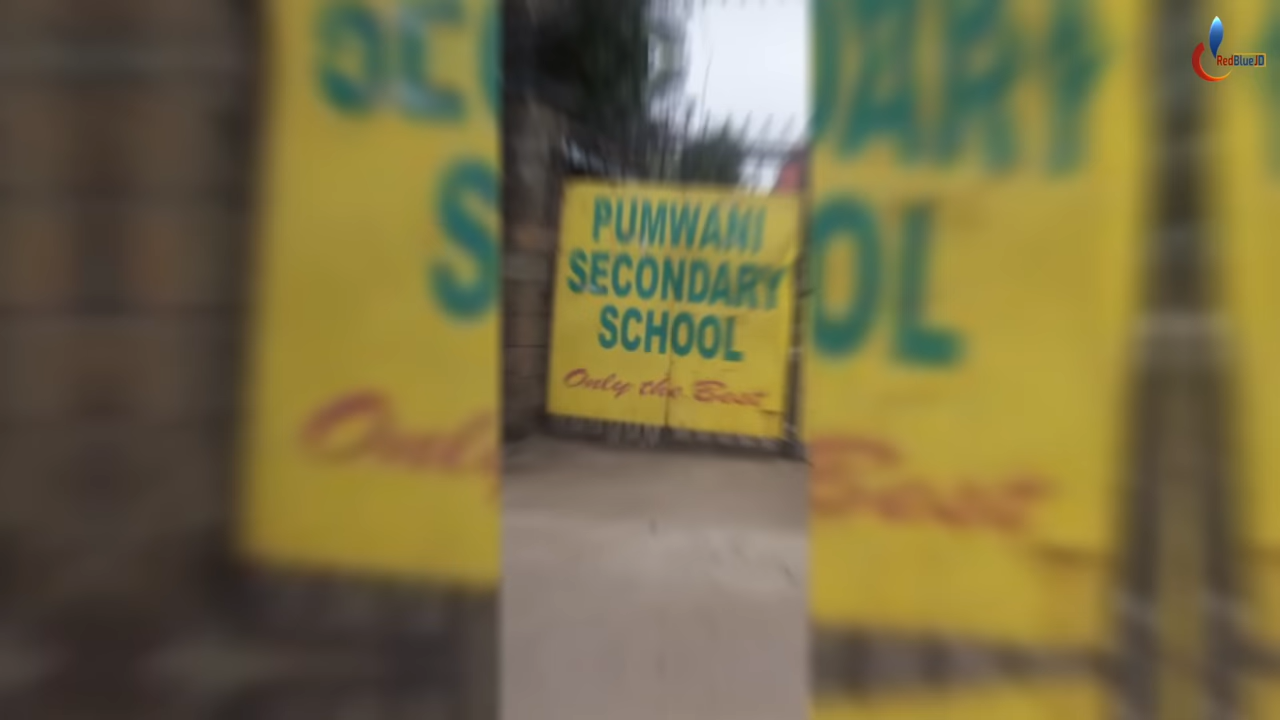 PUMWANI
SECONDARY
SCHOOL
Only the Best
RedBlueJD